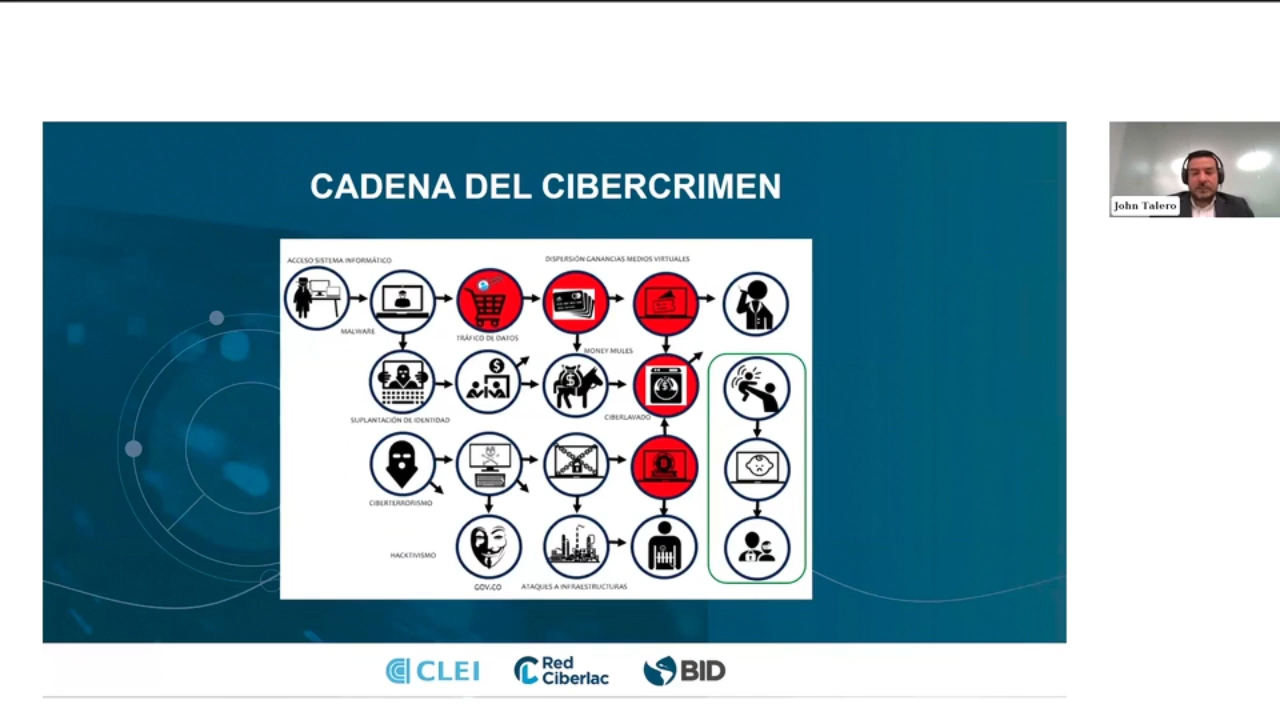 CADENA DEL CIBERCRIMEN
ACCESO SISTEMA INFORMÁTICO
DISPERSIÓN GANANCIAS MEDIOS VIRTUALES
MALWARE
TRÁFICO DE DATOS
MONEY MULES
SUPLANTACIÓN DE IDENTIDAD
CIBERLAVADO
CIBERTERRORISMO
HACKTIVISMO
GOV.CO
ATAQUES A INFRAESTRUCTURAS
John Talero
CLEI
Red
Ciberlac
BID